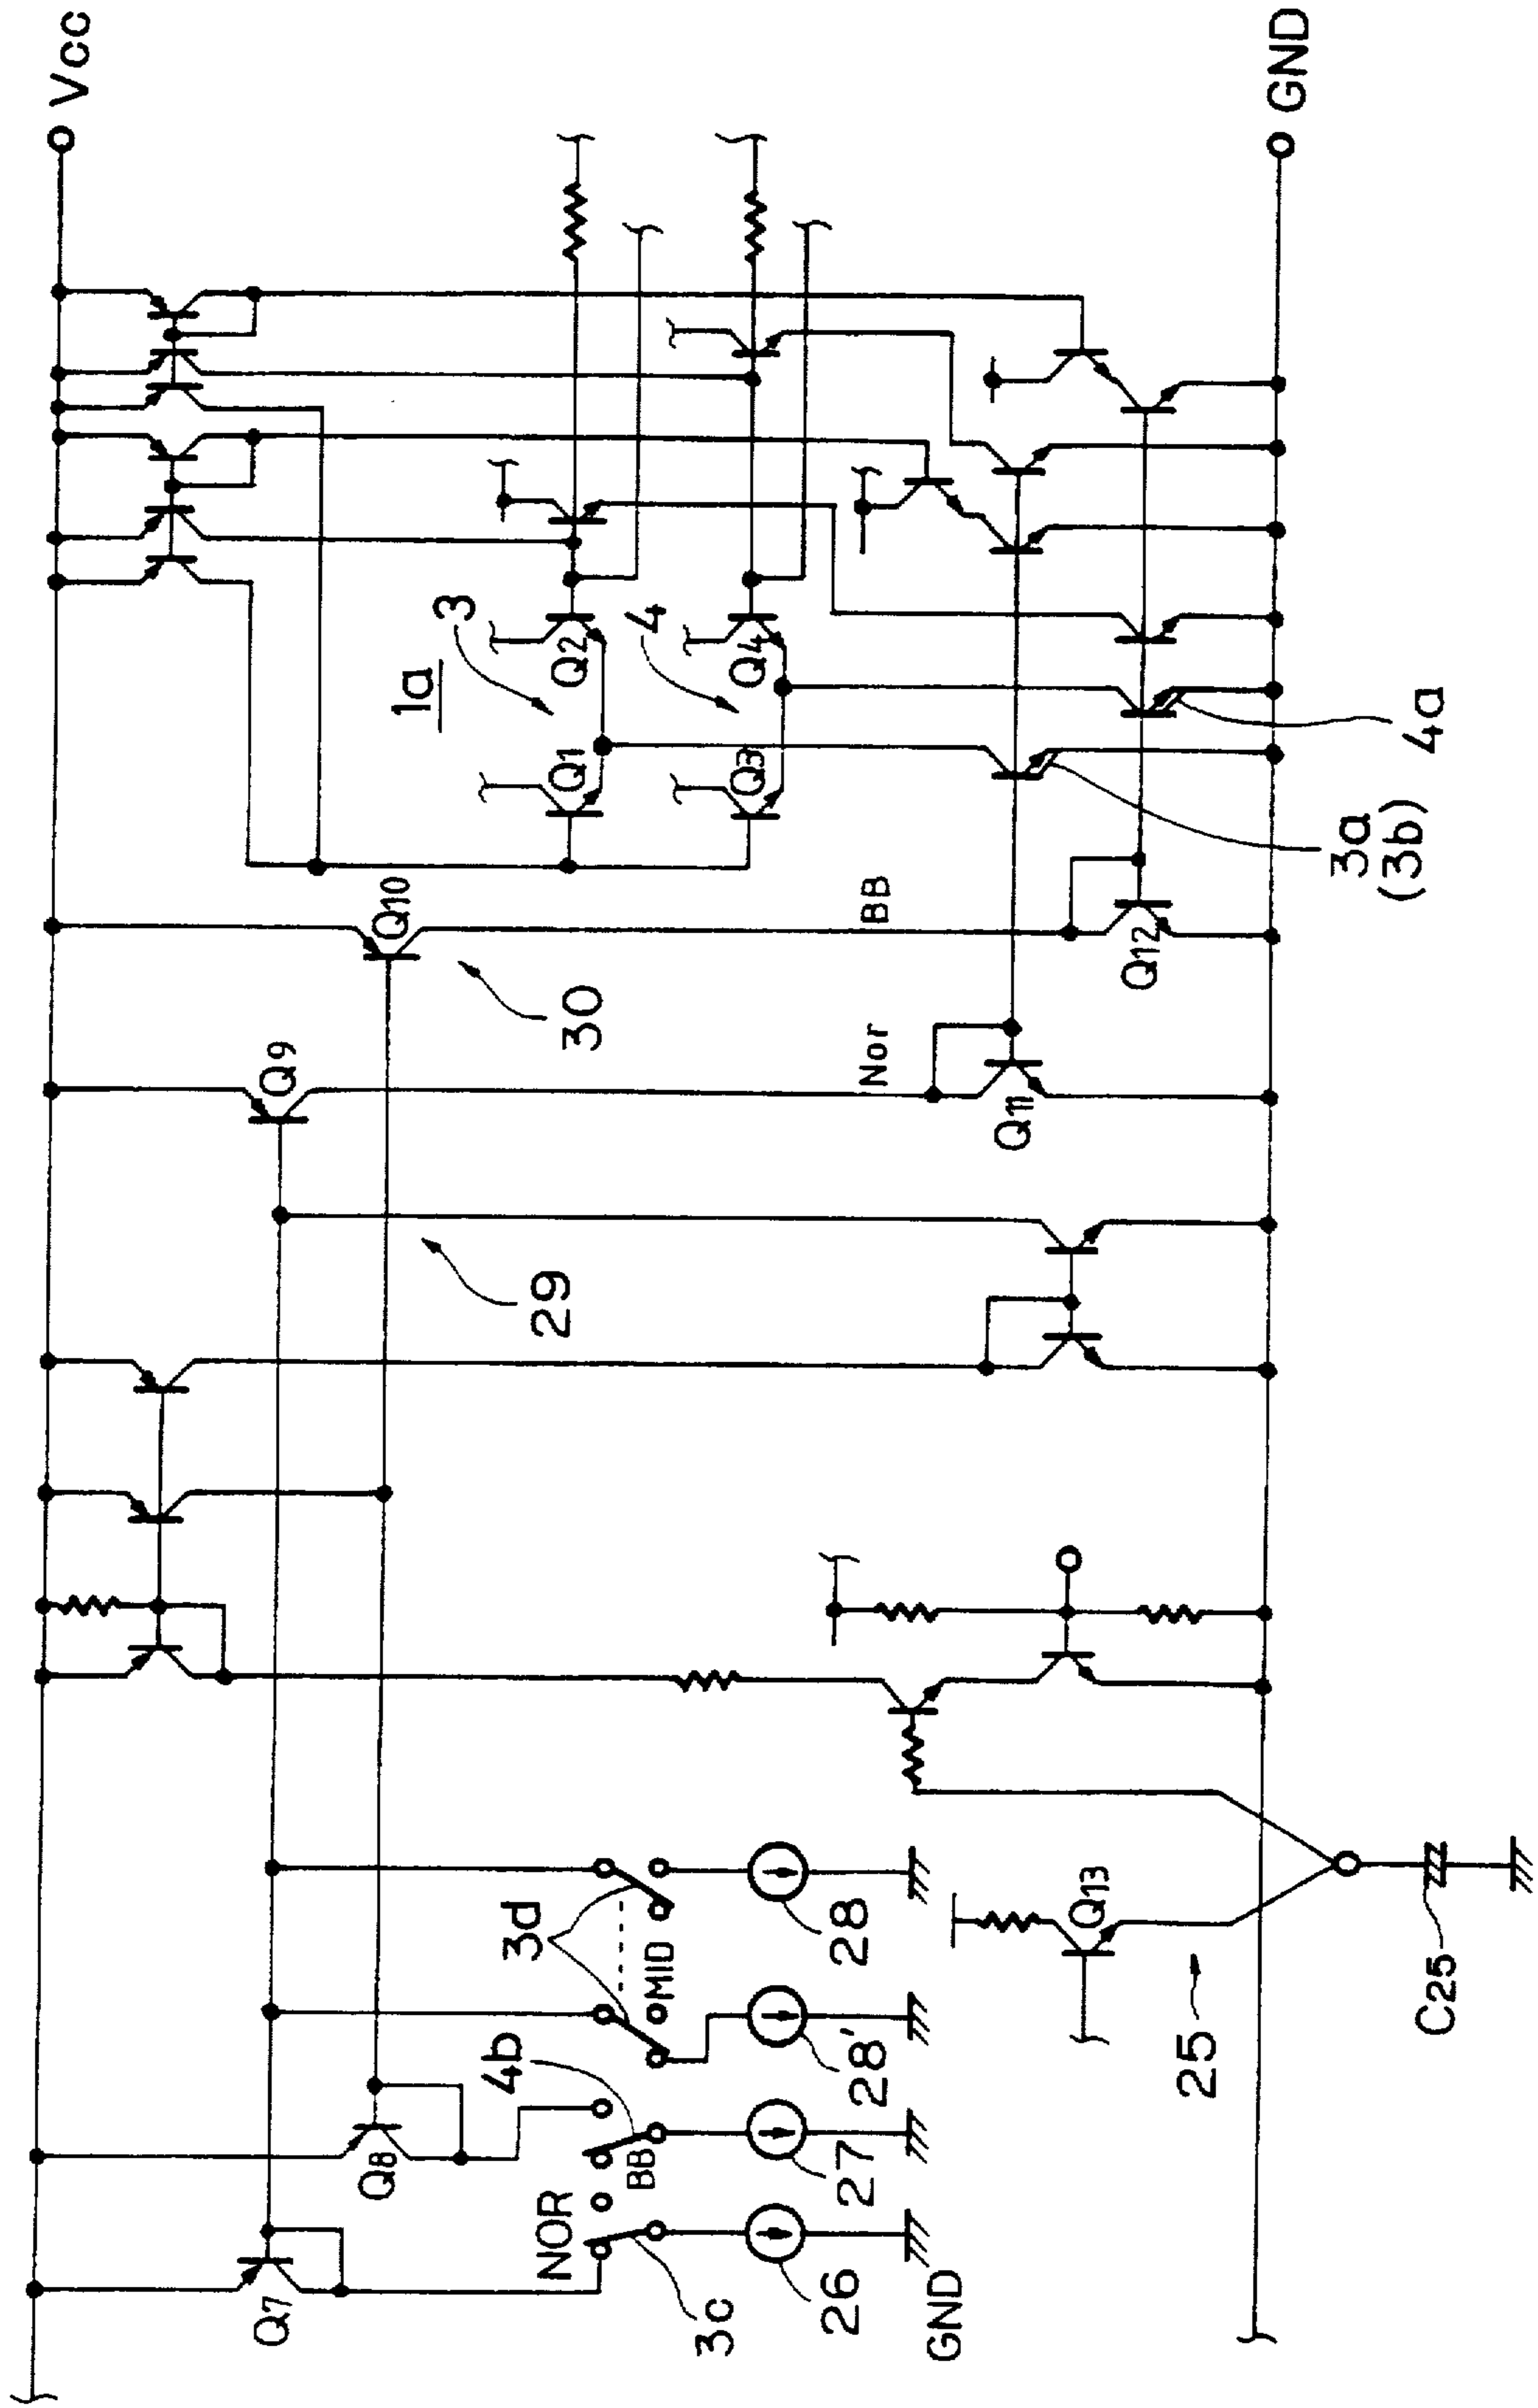 Vcc
Q9
Q10
30
29
Q7
Q8
1a
3
4
Q1
Q2
Q3
Q4
Nor
BB
Q11
Q12
3a
(3b)
4a
GND
NOR
BB
4b
3d
MID
3c
26
27
28'
28
GND
Q13
25
C25